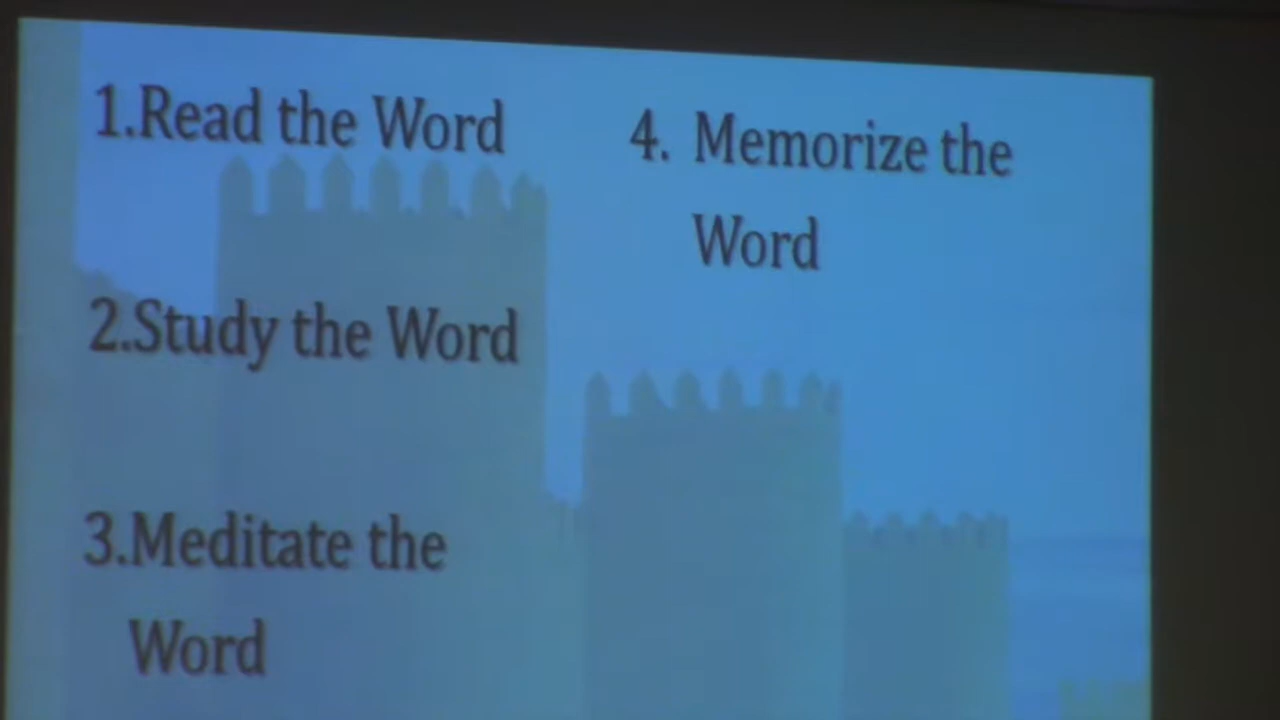 1.Read the Word
2.Study the Word
3.Meditate the
Word
4. Memorize the
Word